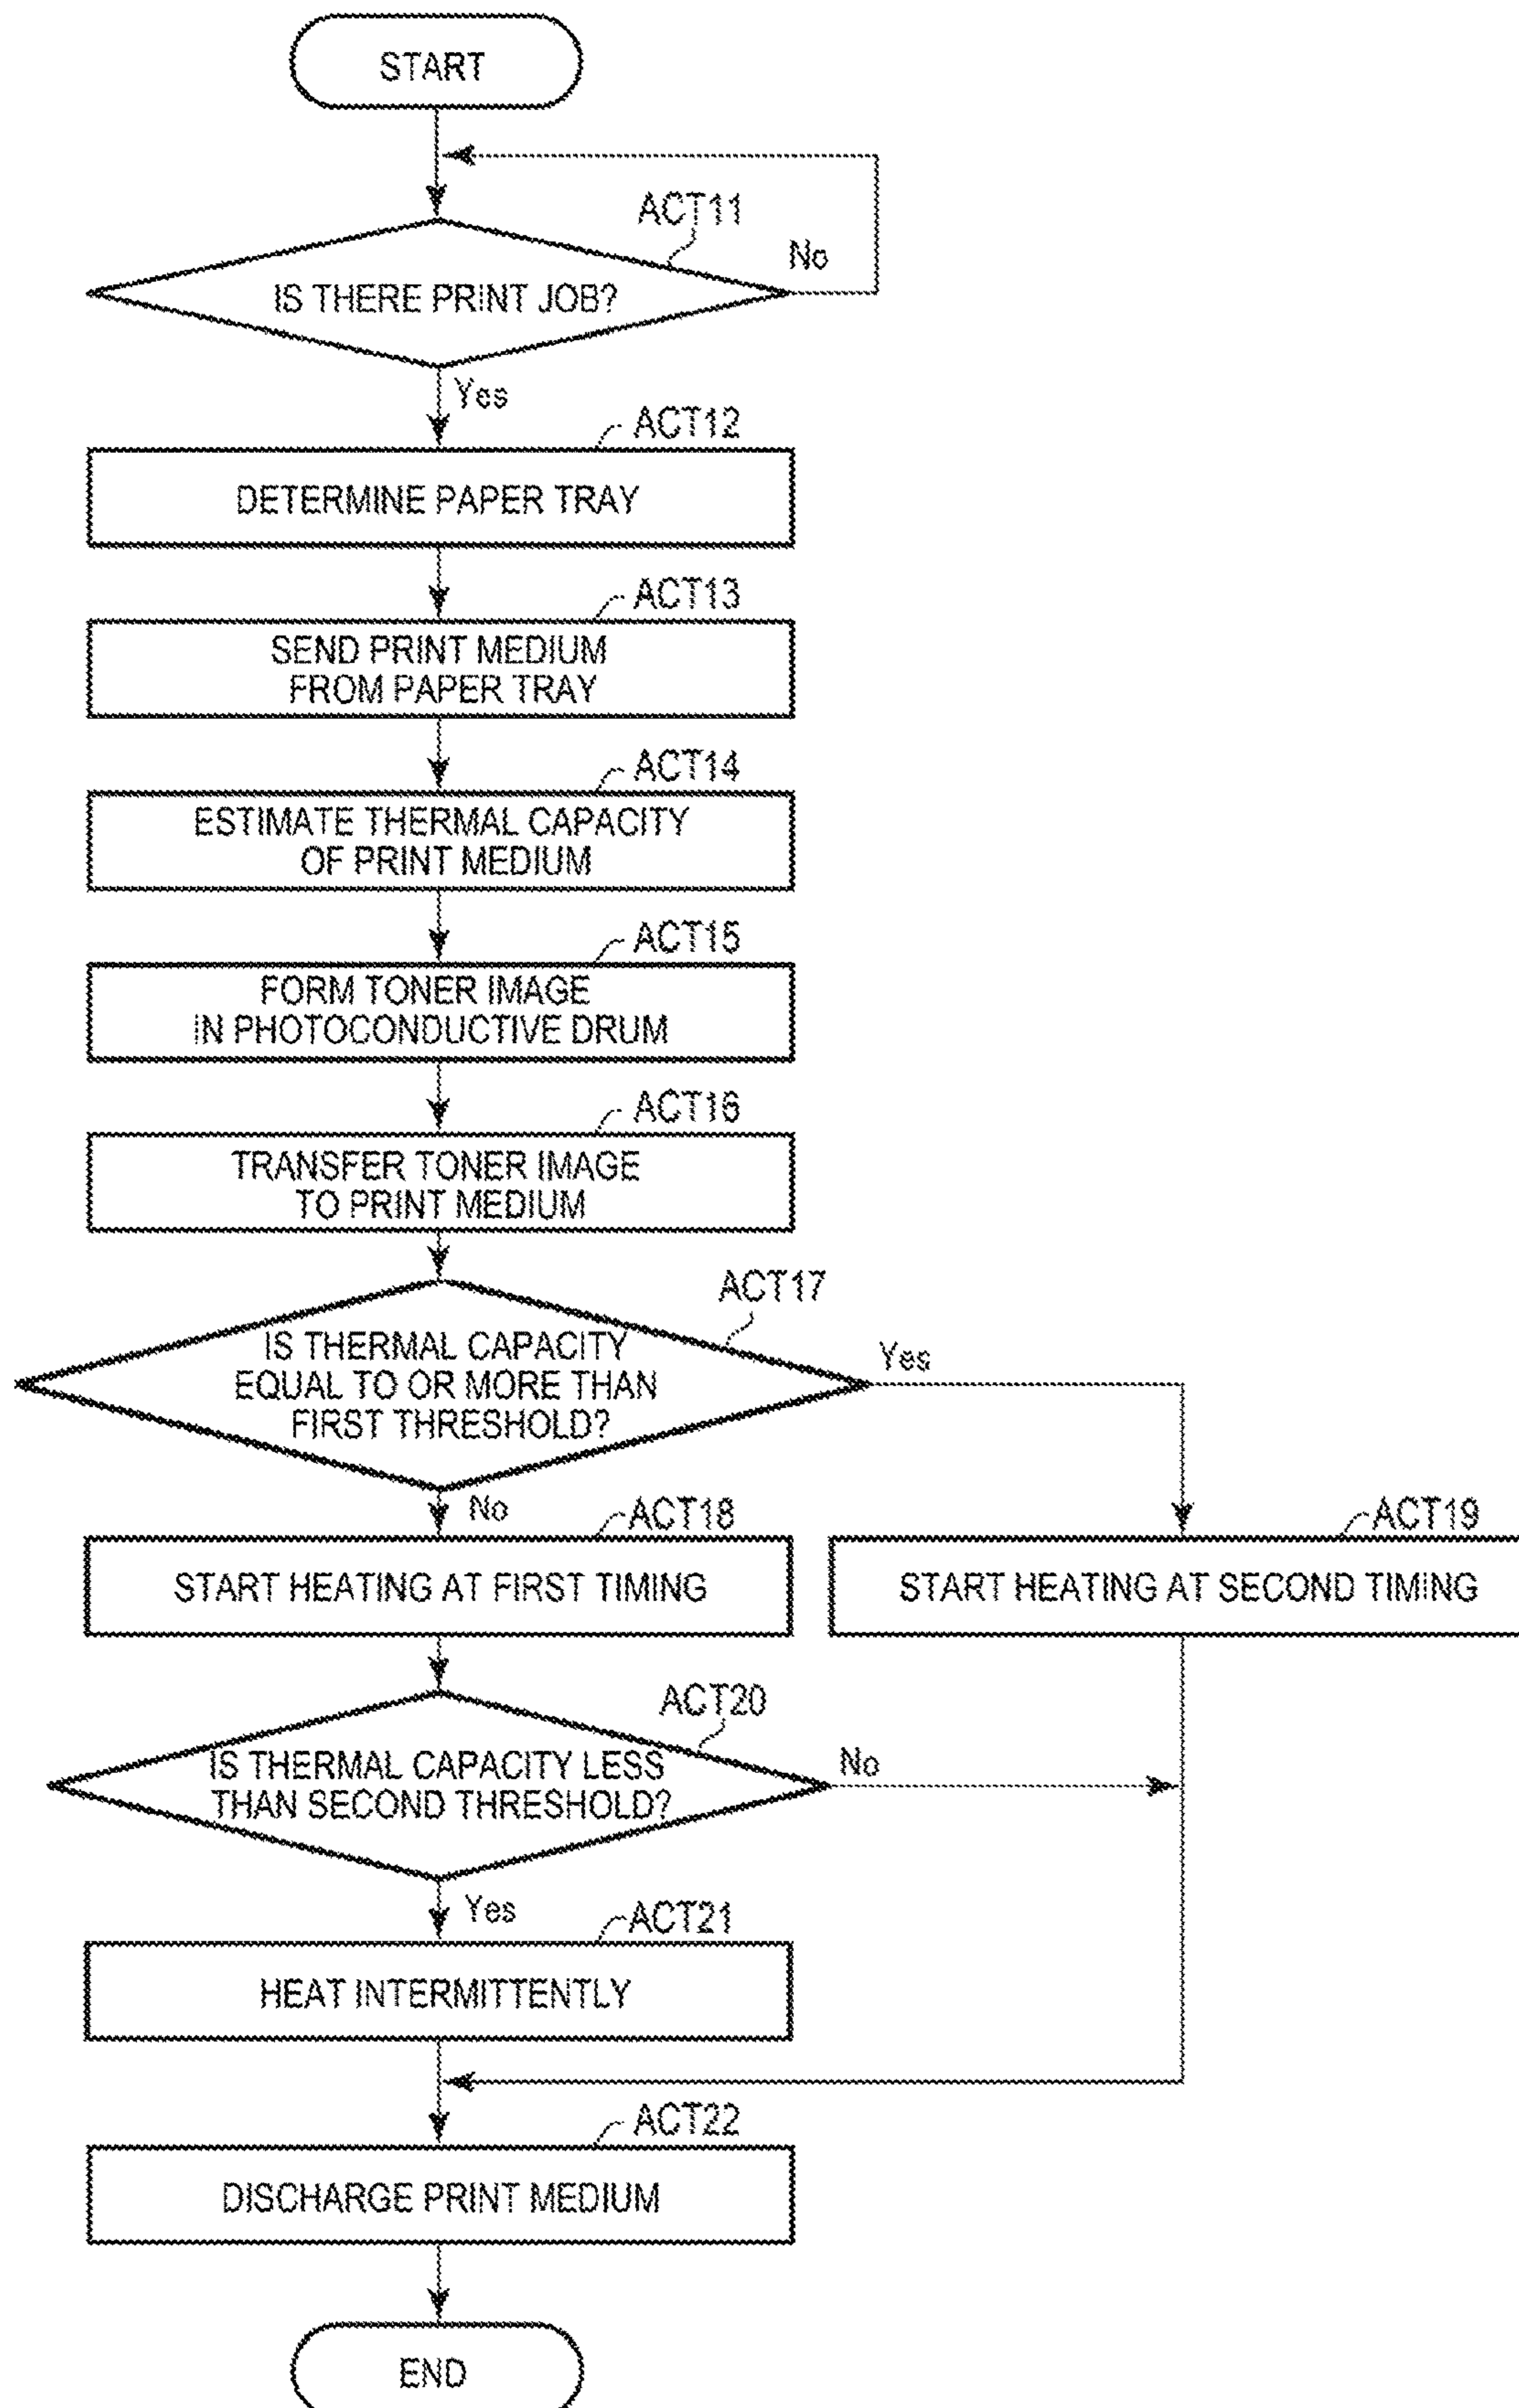 START
ACT11
No
IS THERE PRINT JOB?
Yes
ACT12
DETERMINE PAPER TRAY
ACT13
SEND PRINT MEDIUM
FROM PAPER TRAY
ACT14
ESTIMATE THERMAL CAPACITY
OF PRINT MEDIUM
ACT15
FORM TONER IMAGE
IN PHOTOCONDUCTIVE DRUM
ACT16
TRANSFER TONER IMAGE
TO PRINT MEDIUM
ACT17
IS THERMAL CAPACITY
EQUAL TO OR MORE THAN
FIRST THRESHOLD?
Yes
No
ACT18
START HEATING AT FIRST TIMING
ACT19
START HEATING AT SECOND TIMING
ACT20
IS THERMAL CAPACITY LESS
THAN SECOND THRESHOLD?
No
Yes
ACT21
HEAT INTERMITTENTLY
ACT22
DISCHARGE PRINT MEDIUM
END